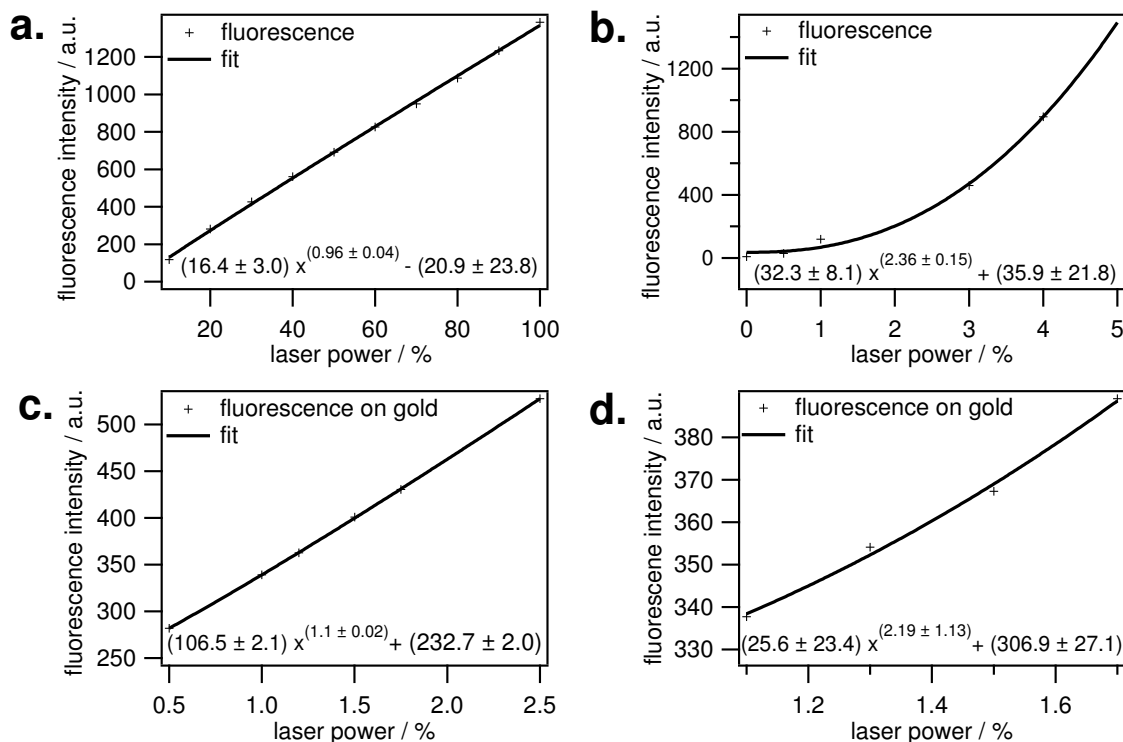 a.
fluorescence intensity / a.u.
1200
1000
800
600
400
200
0
+ fluorescence
fit
(16.4 ± 3.0) x^(0.96 ± 0.04) - (20.9 ± 23.8)
20 40 60 80 100
laser power / %
b.
fluorescence intensity / a.u.
1200
800
400
0
+ fluorescence
fit
(32.3 ± 8.1) x^(2.36 ± 0.15) + (35.9 ± 21.8)
0 1 2 3 4 5
laser power / %
c.
fluorescence intensity / a.u.
500
450
400
350
300
250
+ fluorescence on gold
fit
(106.5 ± 2.1) x^(1.1 ± 0.02) + (232.7 ± 2.0)
0.5 1.0 1.5 2.0 2.5
laser power / %
d.
fluorescene intensity / a.u.
380
370
360
350
340
330
+ fluorescence on gold
fit
(25.6 ± 23.4) x^(2.19 ± 1.13) + (306.9 ± 27.1)
1.2 1.4 1.6
laser power / %